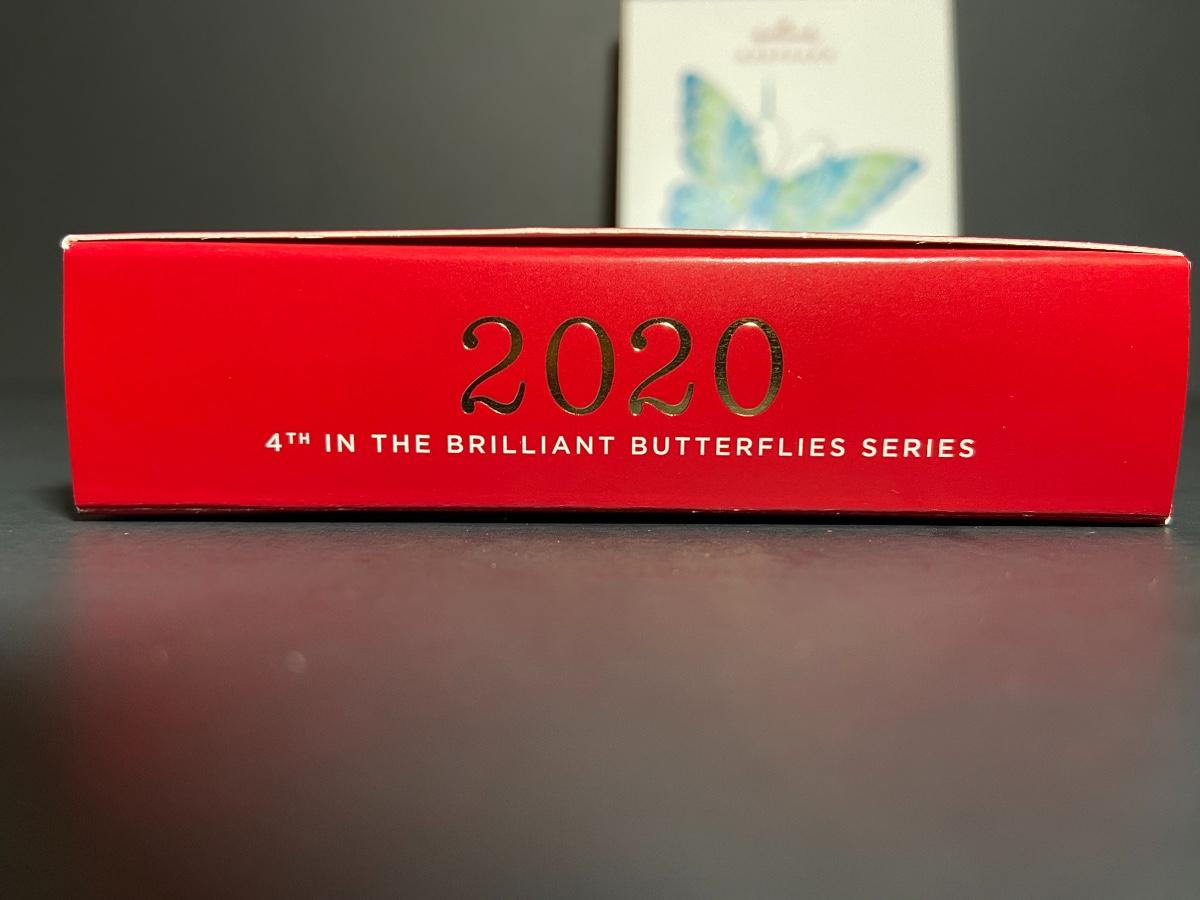 2020
4TH IN THE BRILLIANT BUTTERFLIES SERIES